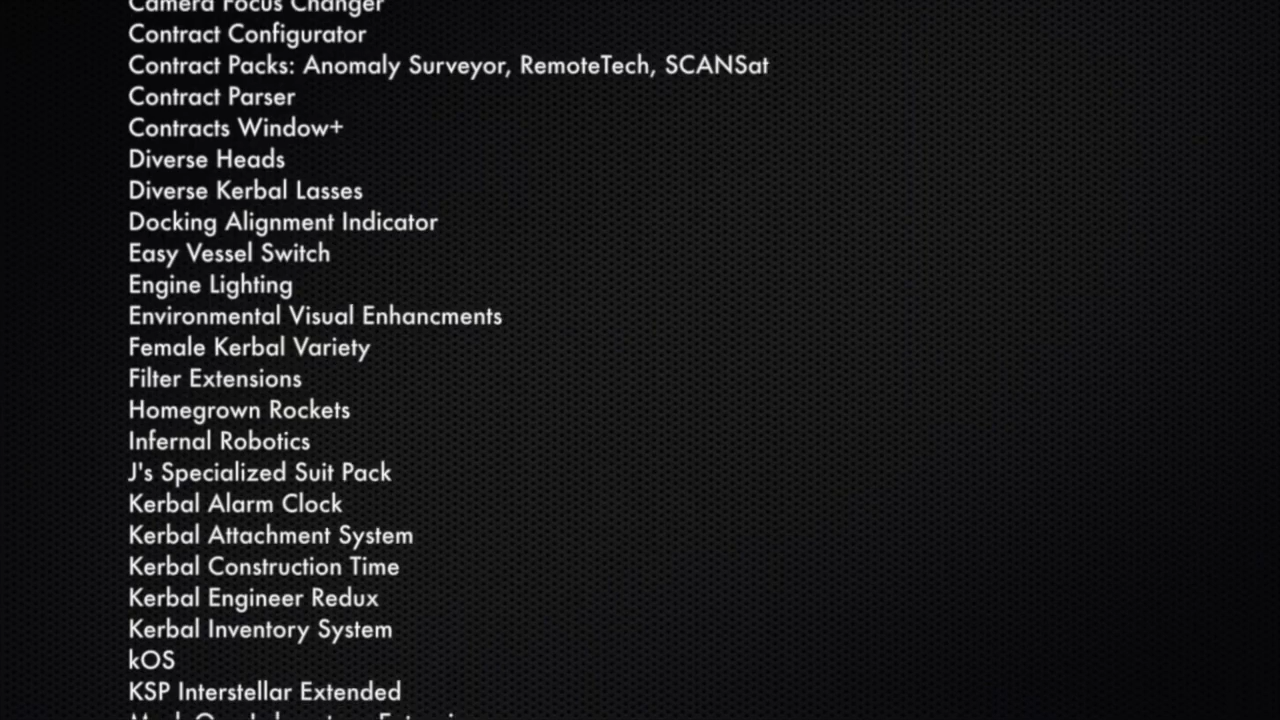 Camera Focus Changer
Contract Configurator
Contract Packs: Anomaly Surveyor, RemoteTech, SCANSat
Contract Parser
Contracts Window+
Diverse Heads
Diverse Kerbal Lasses
Docking Alignment Indicator
Easy Vessel Switch
Engine Lighting
Environmental Visual Enhancments
Female Kerbal Variety
Filter Extensions
Homegrown Rockets
Infernal Robotics
J's Specialized Suit Pack
Kerbal Alarm Clock
Kerbal Attachment System
Kerbal Construction Time
Kerbal Engineer Redux
Kerbal Inventory System
kOS
KSP Interstellar Extended